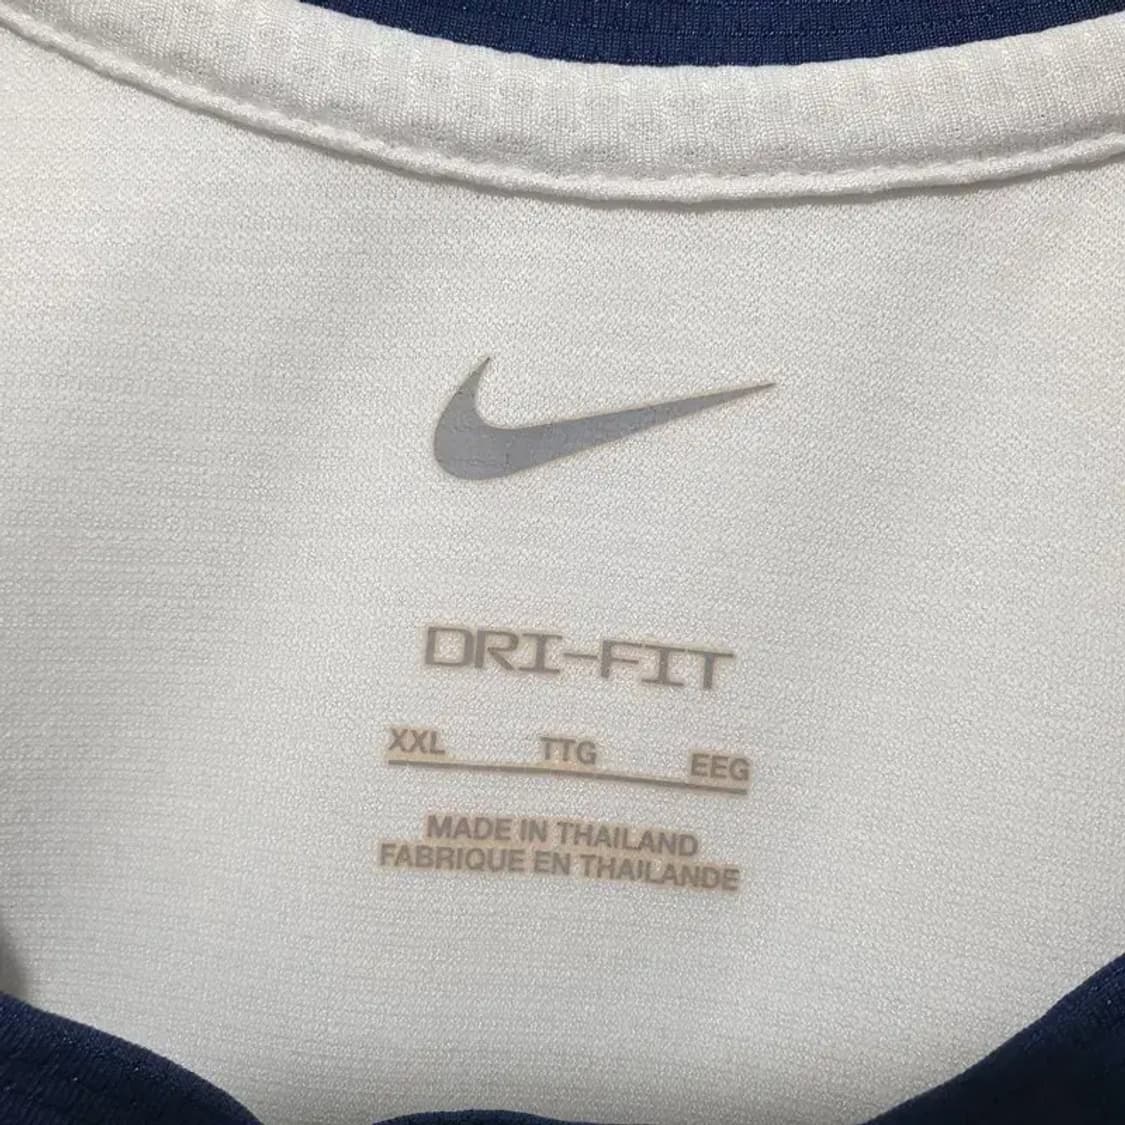 DRI-FIT
XXL TTG EEG
MADE IN THAILAND
FABRIQUE EN THAILANDE